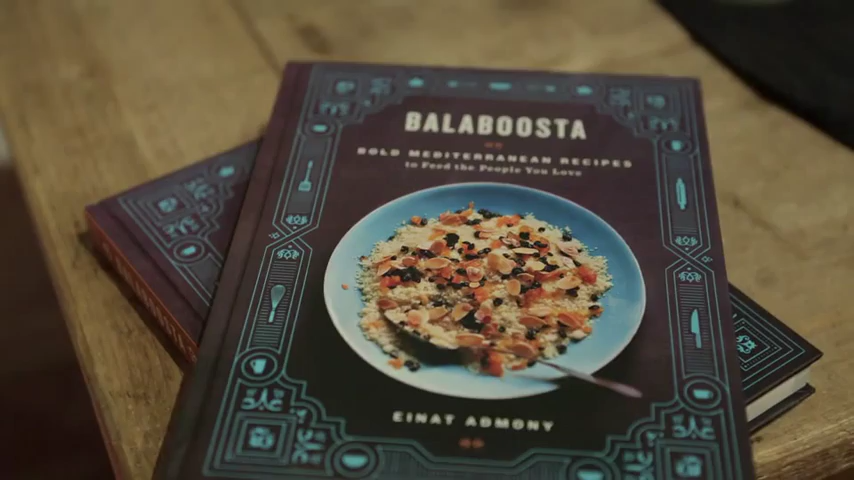 BALABOOSTA
BOLD MEDITERRANEAN RECIPES
to Feed the People You Love
EINAT ADMONY